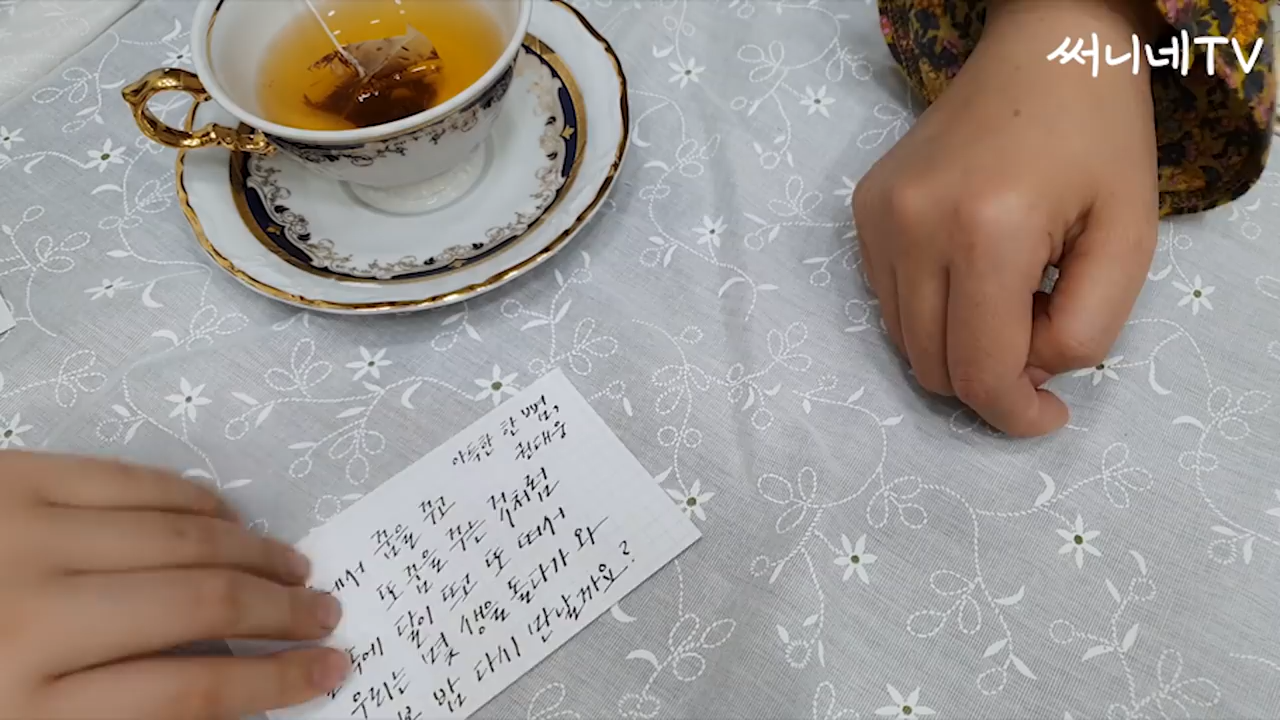 써니네TV
아득한 한 뼘,
권대웅
꿈을 꾸고
또 꿈을 꾸는 것처럼
달이 뜨고 또 떠서
우리는 몇 생을 돌다가 와
밤 다시 만날까요?